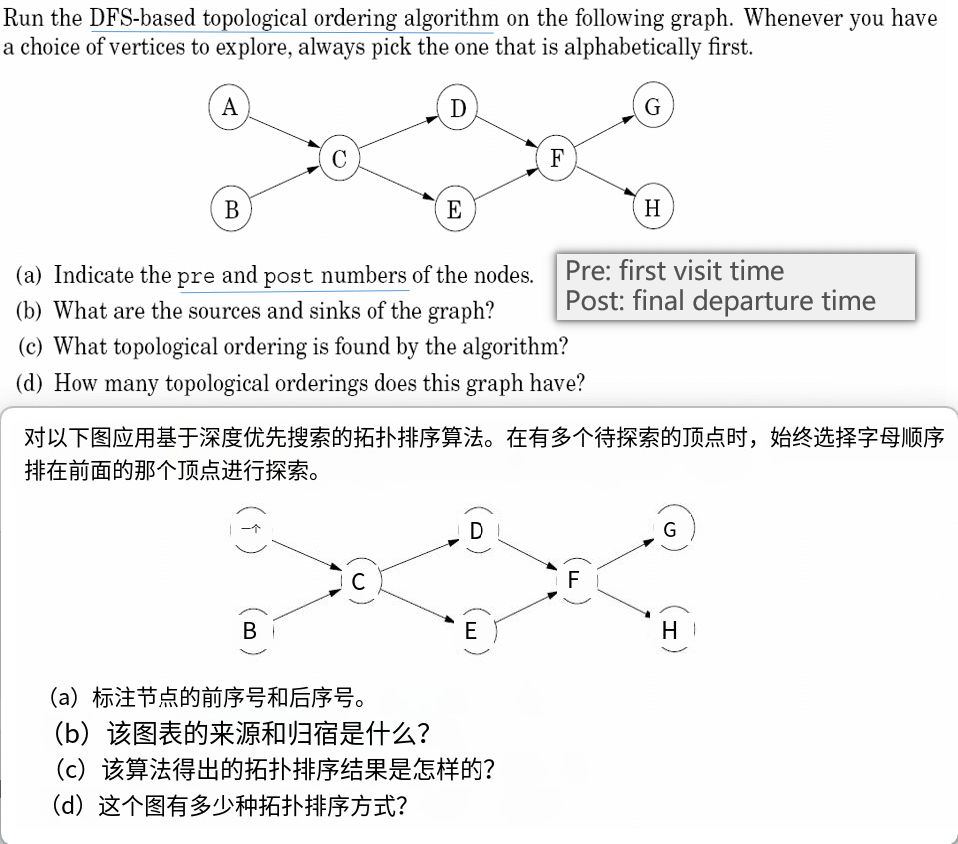 Run the DFS-based topological ordering algorithm on the following graph. Whenever you have
a choice of vertices to explore, always pick the one that is alphabetically first.
A
D
G
C
F
B
E
H
(a) Indicate the pre and post numbers of the nodes.
Pre: first visit time
Post: final departure time
(b) What are the sources and sinks of the graph?
(c) What topological ordering is found by the algorithm?
(d) How many topological orderings does this graph have?
对以下图应用基于深度优先搜索的拓扑排序算法。在有多个待探索的顶点时，始终选择字母顺序
排在前面的那个顶点进行探索。
一个
D
G
C
F
B
E
H
（a）标注节点的前序号和后序号。
（b）该图表的来源和归宿是什么？
（c）该算法得出的拓扑排序结果是怎样的？
（d）这个图有多少种拓扑排序方式？